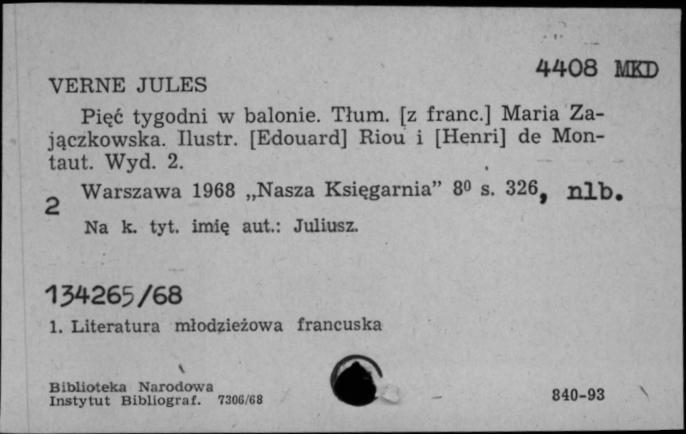 4408 MKD
VERNE JULES
Pięć tygodni w balonie. Tłum. [z franc.] Maria Za-
jączkowska. Ilustr. [Edouard] Riou i [Henri] de Mon-
taut. Wyd. 2.
Warszawa 1968 „Nasza Księgarnia” 8⁰ s. 326, nlb.
2
Na k. tyt. imię aut.: Juliusz.
134265/68
1. Literatura młodzieżowa francuska
Biblioteka Narodowa
Instytut Bibliograf. 7306/68
840-93